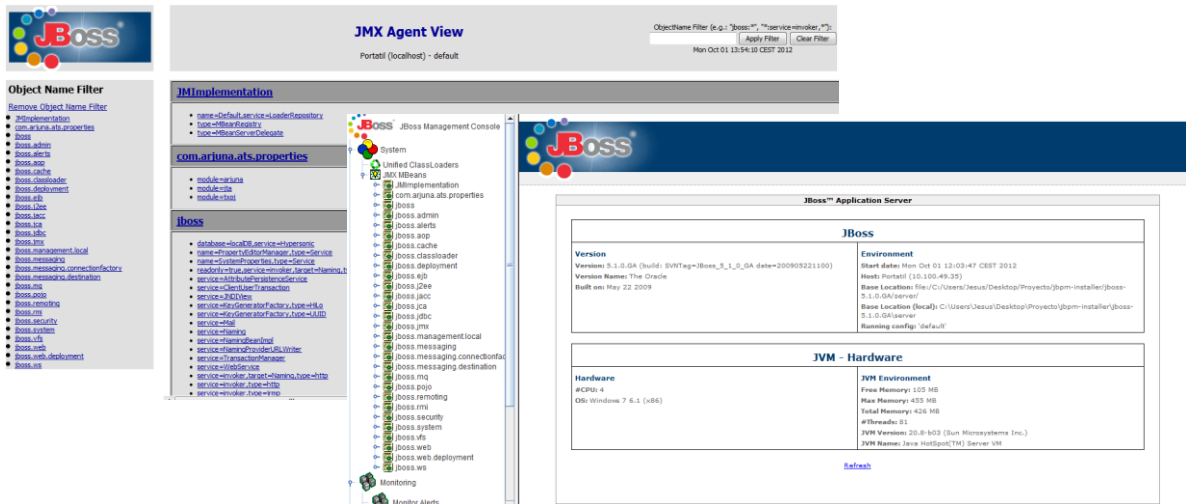 JBoss
JMX Agent View
Portatil (localhost) - default
ObjectName Filter (e.g.: "jboss:*", "*:service=invoker,*"):
Apply Filter Clear Filter
Mon Oct 01 13:54:10 CEST 2012
Object Name Filter
Remove Object Name Filter
JMImplementation
com.arjuna.ats.properties
jboss
jboss.admin
jboss.alerts
jboss.aop
jboss.cache
jboss.classloader
jboss.deployment
jboss.ejb
jboss.j2ee
jboss.jacc
jboss.jca
jboss.jdbc
jboss.jmx
jboss.management.local
jboss.messaging
jboss.messaging.connectionfactory
jboss.messaging.destination
jboss.mq
jboss.pojo
jboss.remoting
jboss.rmi
jboss.security
jboss.system
jboss.vfs
jboss.web
jboss.web.deployment
jboss.ws
JMImplementation
name=Default,service=LoaderRepository
type=MBeanRegistry
type=MBeanServerDelegate
com.arjuna.ats.properties
module=arjuna
module=jta
module=txoj
jboss
database=localDB,service=Hypersonic
name=PropertyEditorManager,type=Service
name=SystemProperties,type=Service
readonly=true,service=invoker,target=Naming,t
service=AttributePersistenceService
service=ClientUserTransaction
service=JNDIView
service=KeyGeneratorFactory,type=HiLo
service=KeyGeneratorFactory,type=UUID
service=Mail
service=Naming
service=NamingBeanImpl
service=NamingProviderURLWriter
service=TransactionManager
service=WebService
service=invoker,target=Naming,type=http
service=invoker,type=http
service=invoker,type=jrmp
JBoss JBoss Management Console
System
Unified ClassLoaders
JMX MBeans
JMImplementation
com.arjuna.ats.properties
jboss
jboss.admin
jboss.alerts
jboss.aop
jboss.cache
jboss.classloader
jboss.deployment
jboss.ejb
jboss.j2ee
jboss.jacc
jboss.jca
jboss.jdbc
jboss.jmx
jboss.management.local
jboss.messaging
jboss.messaging.connectionfac
jboss.messaging.destination
jboss.mq
jboss.pojo
jboss.remoting
jboss.rmi
jboss.security
jboss.system
jboss.vfs
jboss.web
jboss.web.deployment
jboss.ws
Monitoring
Monitor Alerts
JBoss
JBoss™ Application Server
JBoss
Version
Version: 5.1.0.GA (build: SVNTag=JBoss_5_1_0_GA date=200905221100)
Version Name: The Oracle
Built on: May 22 2009
Environment
Start date: Mon Oct 01 12:03:47 CEST 2012
Host: Portatil (10.100.49.35)
Base Location: file:/C:/Users/Jesus/Desktop/Proyecto/jbpm-installer/jboss-
5.1.0.GA/server/
Base Location (local): C:\Users\Jesus\Desktop\Proyecto\jbpm-installer\jboss-
5.1.0.GA\server
Running config: 'default'
JVM - Hardware
Hardware
#CPU: 4
OS: Windows 7 6.1 (x86)
JVM Environment
Free Memory: 105 MB
Max Memory: 455 MB
Total Memory: 426 MB
#Threads: 81
JVM Version: 20.8-b03 (Sun Microsystems Inc.)
JVM Name: Java HotSpot(TM) Server VM
Refresh